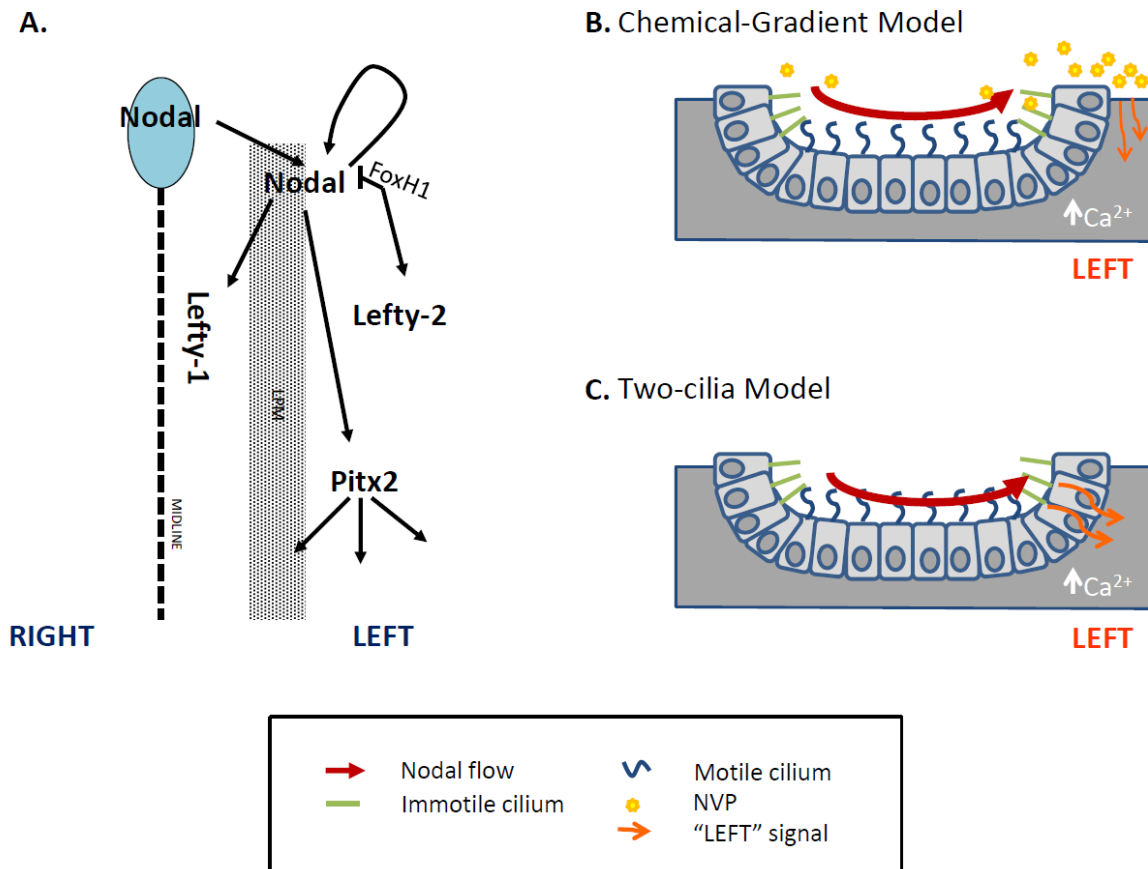 A.
Nodal
Nodal
FoxH1
Lefty-1
Lefty-2
LPM
Pitx2
MIDLINE
RIGHT
LEFT
B. Chemical-Gradient Model
Ca2+
LEFT
C. Two-cilia Model
Ca2+
LEFT
Nodal flow
Immotile cilium
Motile cilium
NVP
“LEFT” signal